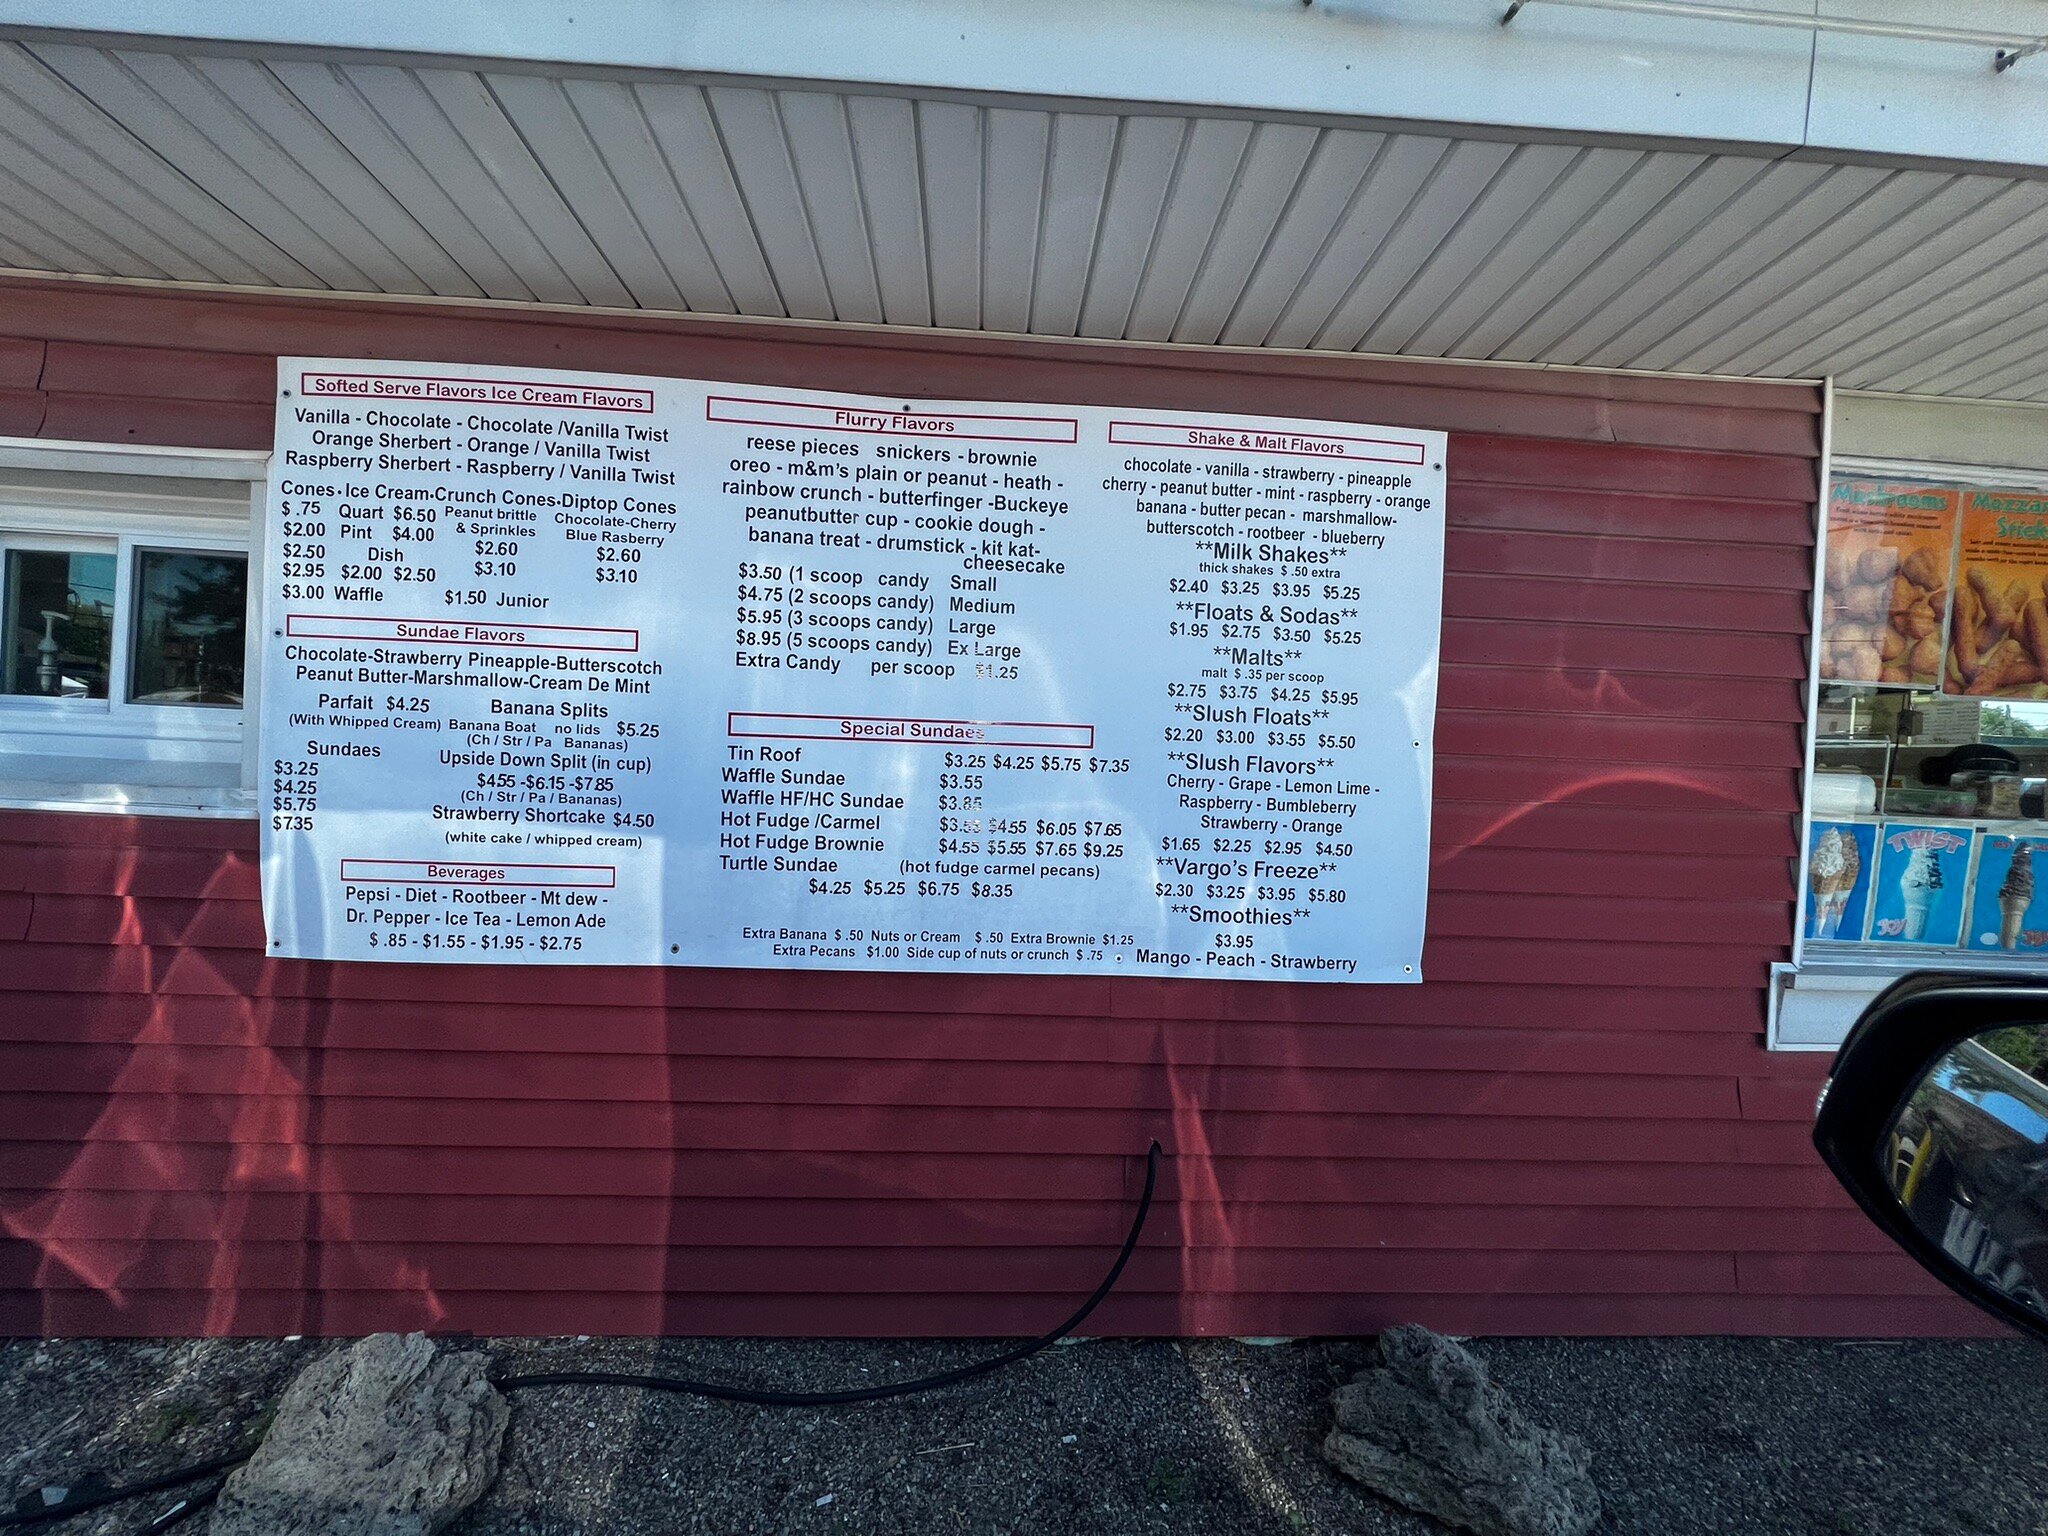 Softed Serve Flavors Ice Cream Flavors
Vanilla - Chocolate - Chocolate /Vanilla Twist
Orange Sherbert - Orange / Vanilla Twist
Raspberry Sherbert - Raspberry / Vanilla Twist
Cones • Ice Cream • Crunch Cones • Diptop Cones
$ .75 Quart $6.50 Peanut brittle Chocolate-Cherry
$2.00 Pint $4.00 & Sprinkles Blue Rasberry
$2.50 Dish $2.60 $2.60
$2.95 $2.00 $2.50 $3.10 $3.10
$3.00 Waffle $1.50 Junior
Sundae Flavors
Chocolate-Strawberry Pineapple-Butterscotch
Peanut Butter-Marshmallow-Cream De Mint
Parfait $4.25 Banana Splits
(With Whipped Cream) Banana Boat no lids $5.25
(Ch / Str / Pa Bananas)
Sundaes Upside Down Split (in cup)
$3.25 $4.55 -$6.15 -$7.85
$4.25 (Ch / Str / Pa / Bananas)
$5.75 Strawberry Shortcake $4.50
$7.35 (white cake / whipped cream)
Beverages
Pepsi - Diet - Rootbeer - Mt dew -
Dr. Pepper - Ice Tea - Lemon Ade
$ .85 - $1.55 - $1.95 - $2.75
Flurry Flavors
reese pieces snickers - brownie
oreo - m&m's plain or peanut - heath -
rainbow crunch - butterfinger -Buckeye
peanutbutter cup - cookie dough -
banana treat - drumstick - kit kat-
cheesecake
$3.50 (1 scoop candy Small
$4.75 (2 scoops candy) Medium
$5.95 (3 scoops candy) Large
$8.95 (5 scoops candy) Ex Large
Extra Candy per scoop $1.25
Special Sundaes
Tin Roof $3.25 $4.25 $5.75 $7.35
Waffle Sundae $3.55
Waffle HF/HC Sundae $3.85
Hot Fudge /Carmel $3.55 $4.55 $6.05 $7.65
Hot Fudge Brownie $4.55 $5.55 $7.65 $9.25
Turtle Sundae (hot fudge carmel pecans)
$4.25 $5.25 $6.75 $8.35
Extra Banana $ .50 Nuts or Cream $ .50 Extra Brownie $1.25
Extra Pecans $1.00 Side cup of nuts or crunch $ .75
Shake & Malt Flavors
chocolate - vanilla - strawberry - pineapple
cherry - peanut butter - mint - raspberry - orange
banana - butter pecan - marshmallow-
butterscotch - rootbeer - blueberry
**Milk Shakes**
thick shakes $ .50 extra
$2.40 $3.25 $3.95 $5.25
**Floats & Sodas**
$1.95 $2.75 $3.50 $5.25
**Malts**
malt $ .35 per scoop
$2.75 $3.75 $4.25 $5.95
**Slush Floats**
$2.20 $3.00 $3.55 $5.50
**Slush Flavors**
Cherry - Grape - Lemon Lime -
Raspberry - Bumbleberry
Strawberry - Orange
$1.65 $2.25 $2.95 $4.50
**Vargo's Freeze**
$2.30 $3.25 $3.95 $5.80
**Smoothies**
$3.95
Mango - Peach - Strawberry
Mushrooms
TWIST
JOY